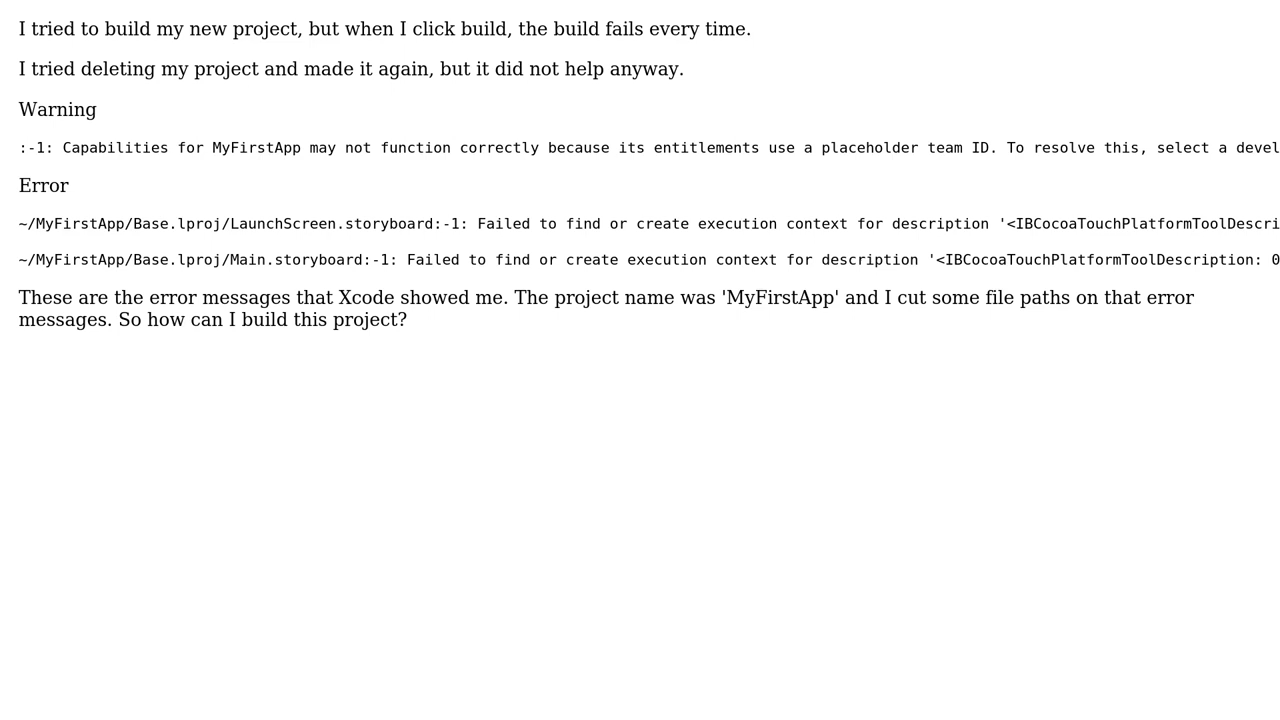 I tried to build my new project, but when I click build, the build fails every time.
I tried deleting my project and made it again, but it did not help anyway.
Warning
:-1: Capabilities for MyFirstApp may not function correctly because its entitlements use a placeholder team ID. To resolve this, select a devel
Error
~/MyFirstApp/Base.lproj/LaunchScreen.storyboard:-1: Failed to find or create execution context for description '<IBCocoaTouchPlatformToolDescri
~/MyFirstApp/Base.lproj/Main.storyboard:-1: Failed to find or create execution context for description '<IBCocoaTouchPlatformToolDescription: 0
These are the error messages that Xcode showed me. The project name was 'MyFirstApp' and I cut some file paths on that error
messages. So how can I build this project?